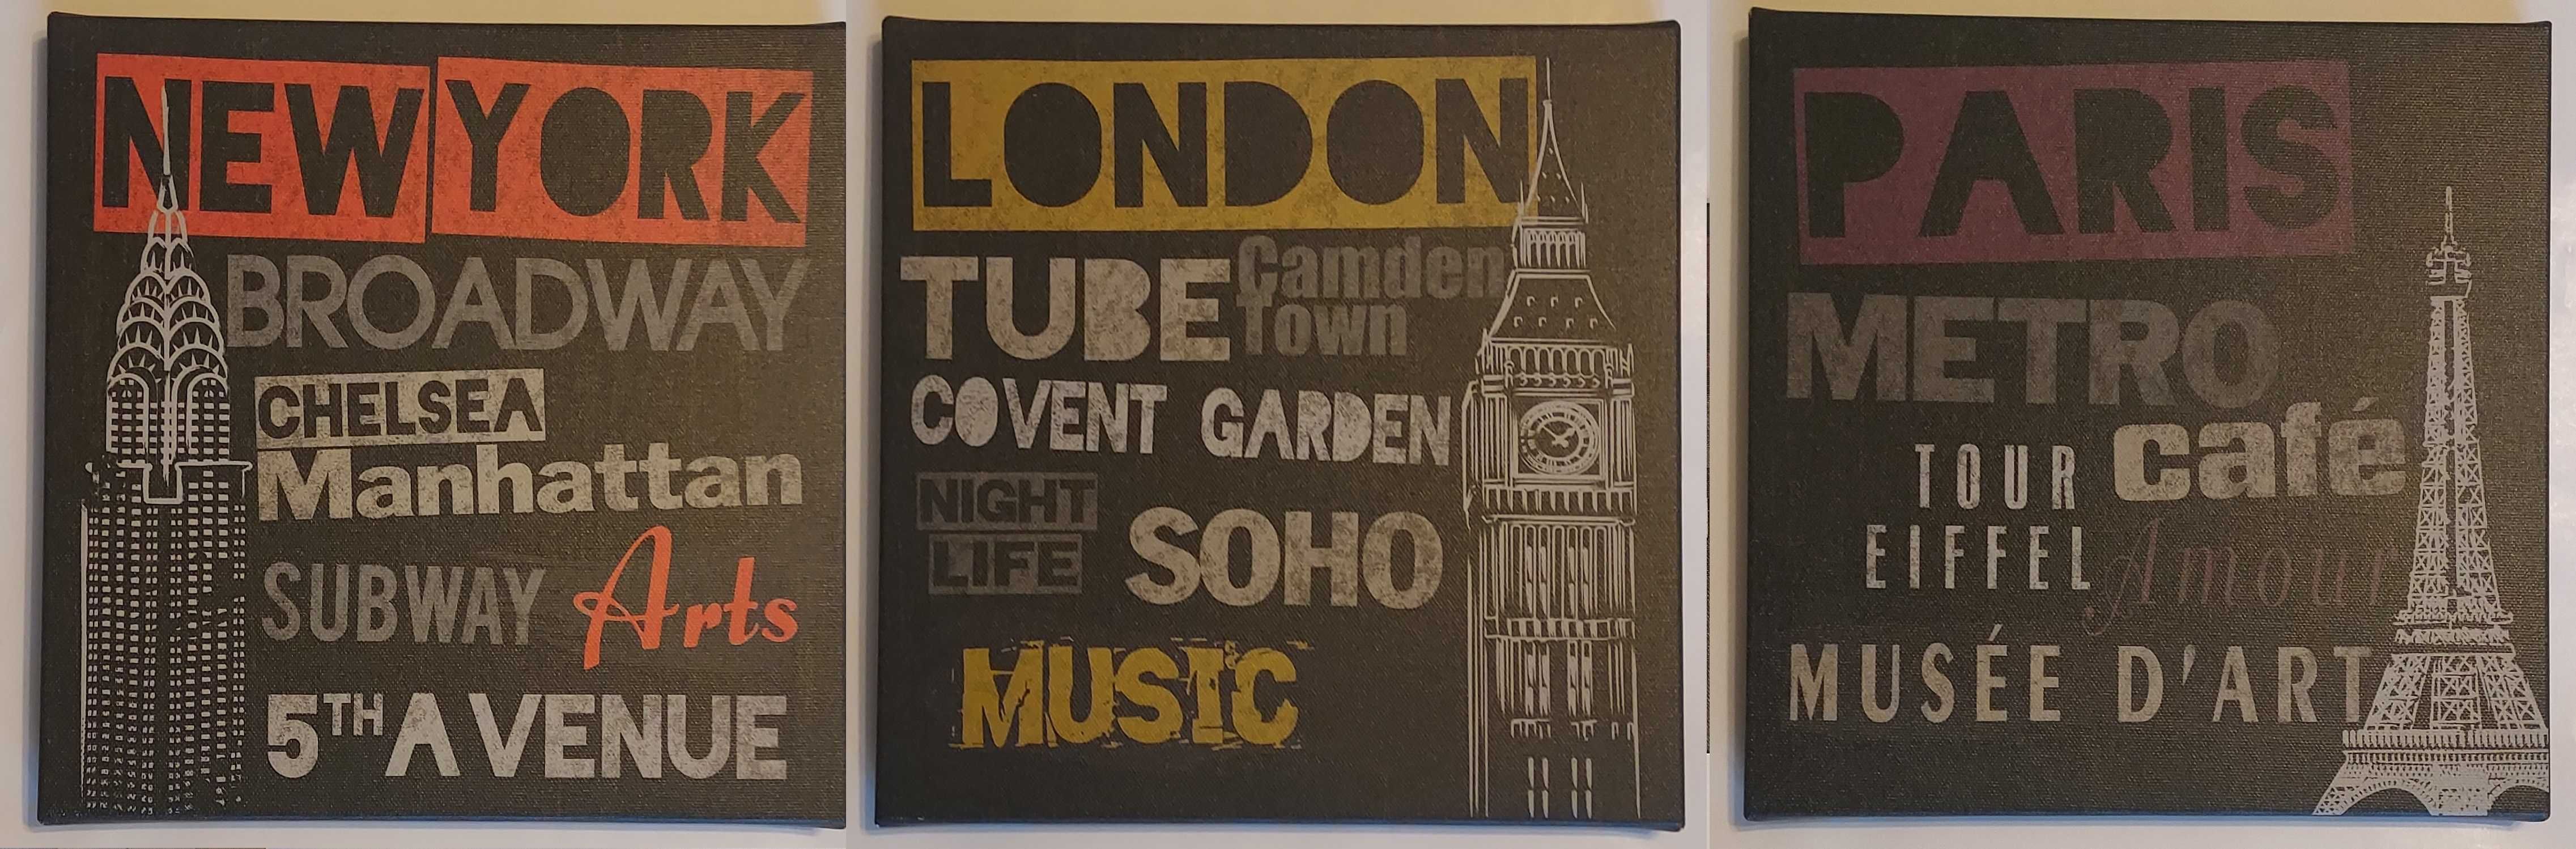 NEW YORK
BROADWAY
CHELSEA
Manhattan
SUBWAY Arts
5TH AVENUE
LONDON
TUBE Camden
Town
COVENT GARDEN
NIGHT
LIFE SOHO
MUSIC
PARIS
METRO
café
TOUR
EIFFEL Amour
MUSÉE D'ART